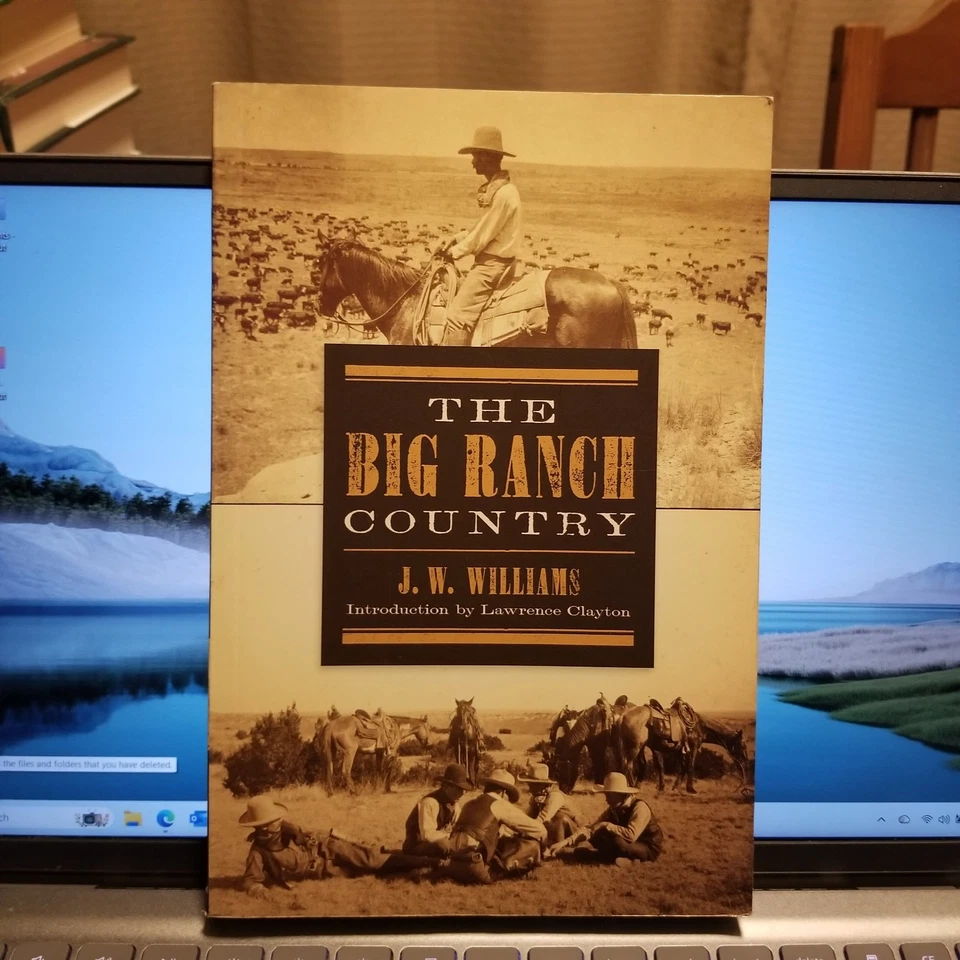 THE
BIG RANCH
COUNTRY
J. W. WILLIAMS
Introduction by Lawrence Clayton
the files and folders that you have deleted.